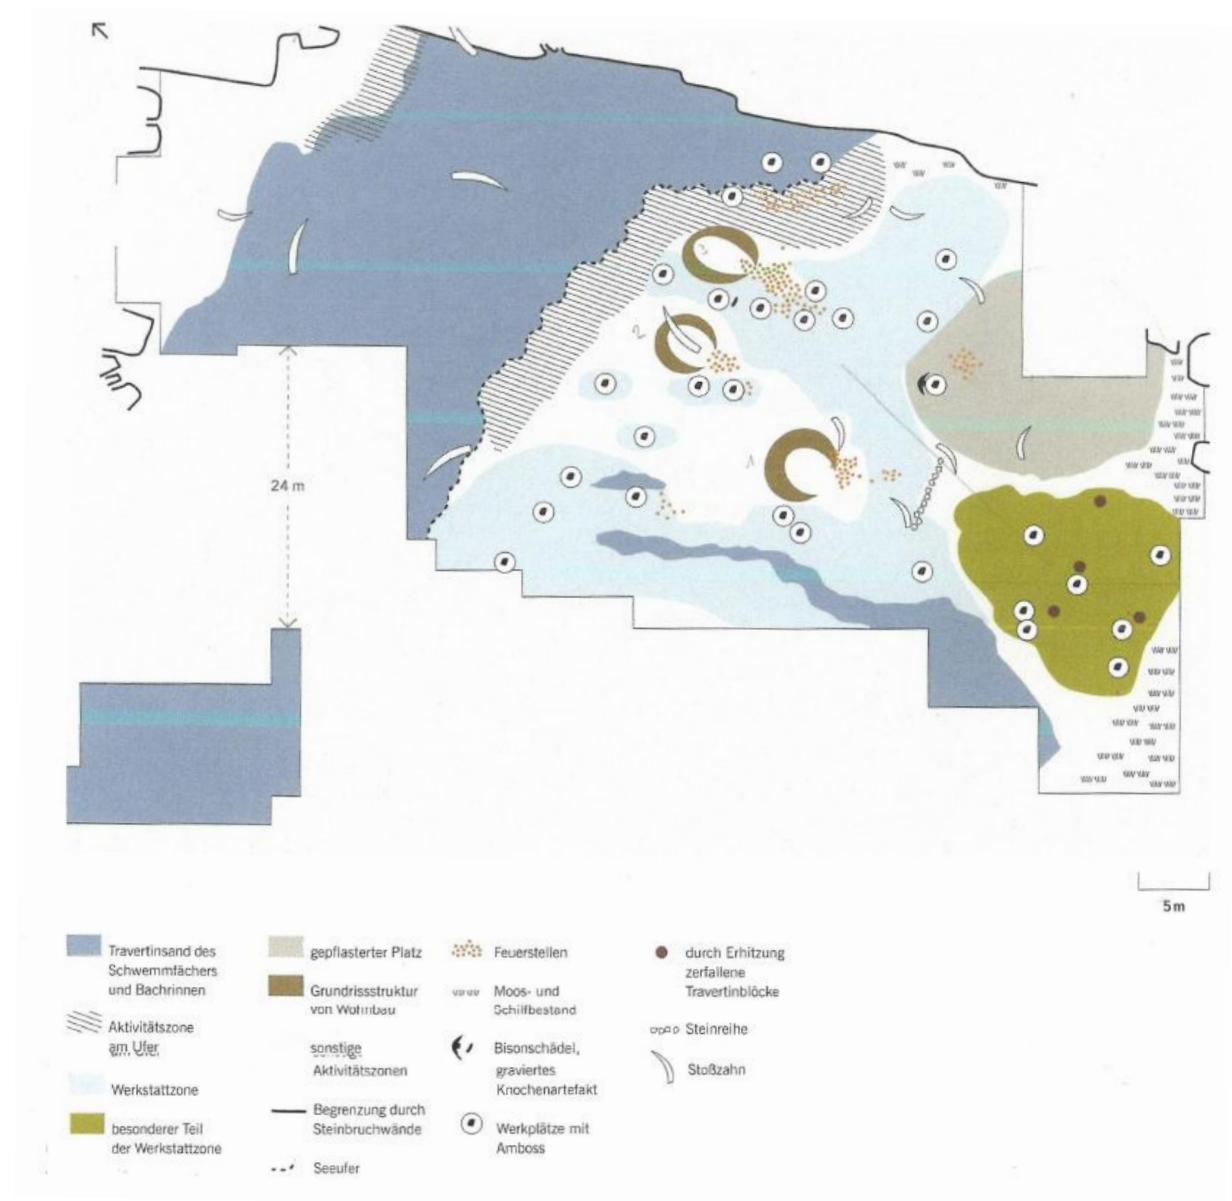 2
1
24 m
5 m
Travertinsand des
Schwemmfächers
und Bachrinnen
Aktivitätszone
am Ufer
Werkstattzone
besonderer Teil
der Werkstattzone
gepflasterter Platz
Grundrissstruktur
von Wohnbau
sonstige
Aktivitätszonen
Begrenzung durch
Steinbruchwände
Seeufer
Feuerstellen
Moos- und
Schilfbestand
Bisonschädel,
graviertes
Knochenartefakt
Werkplätze mit
Amboss
durch Erhitzung
zerfallene
Travertinblöcke
Steinreihe
Stoßzahn